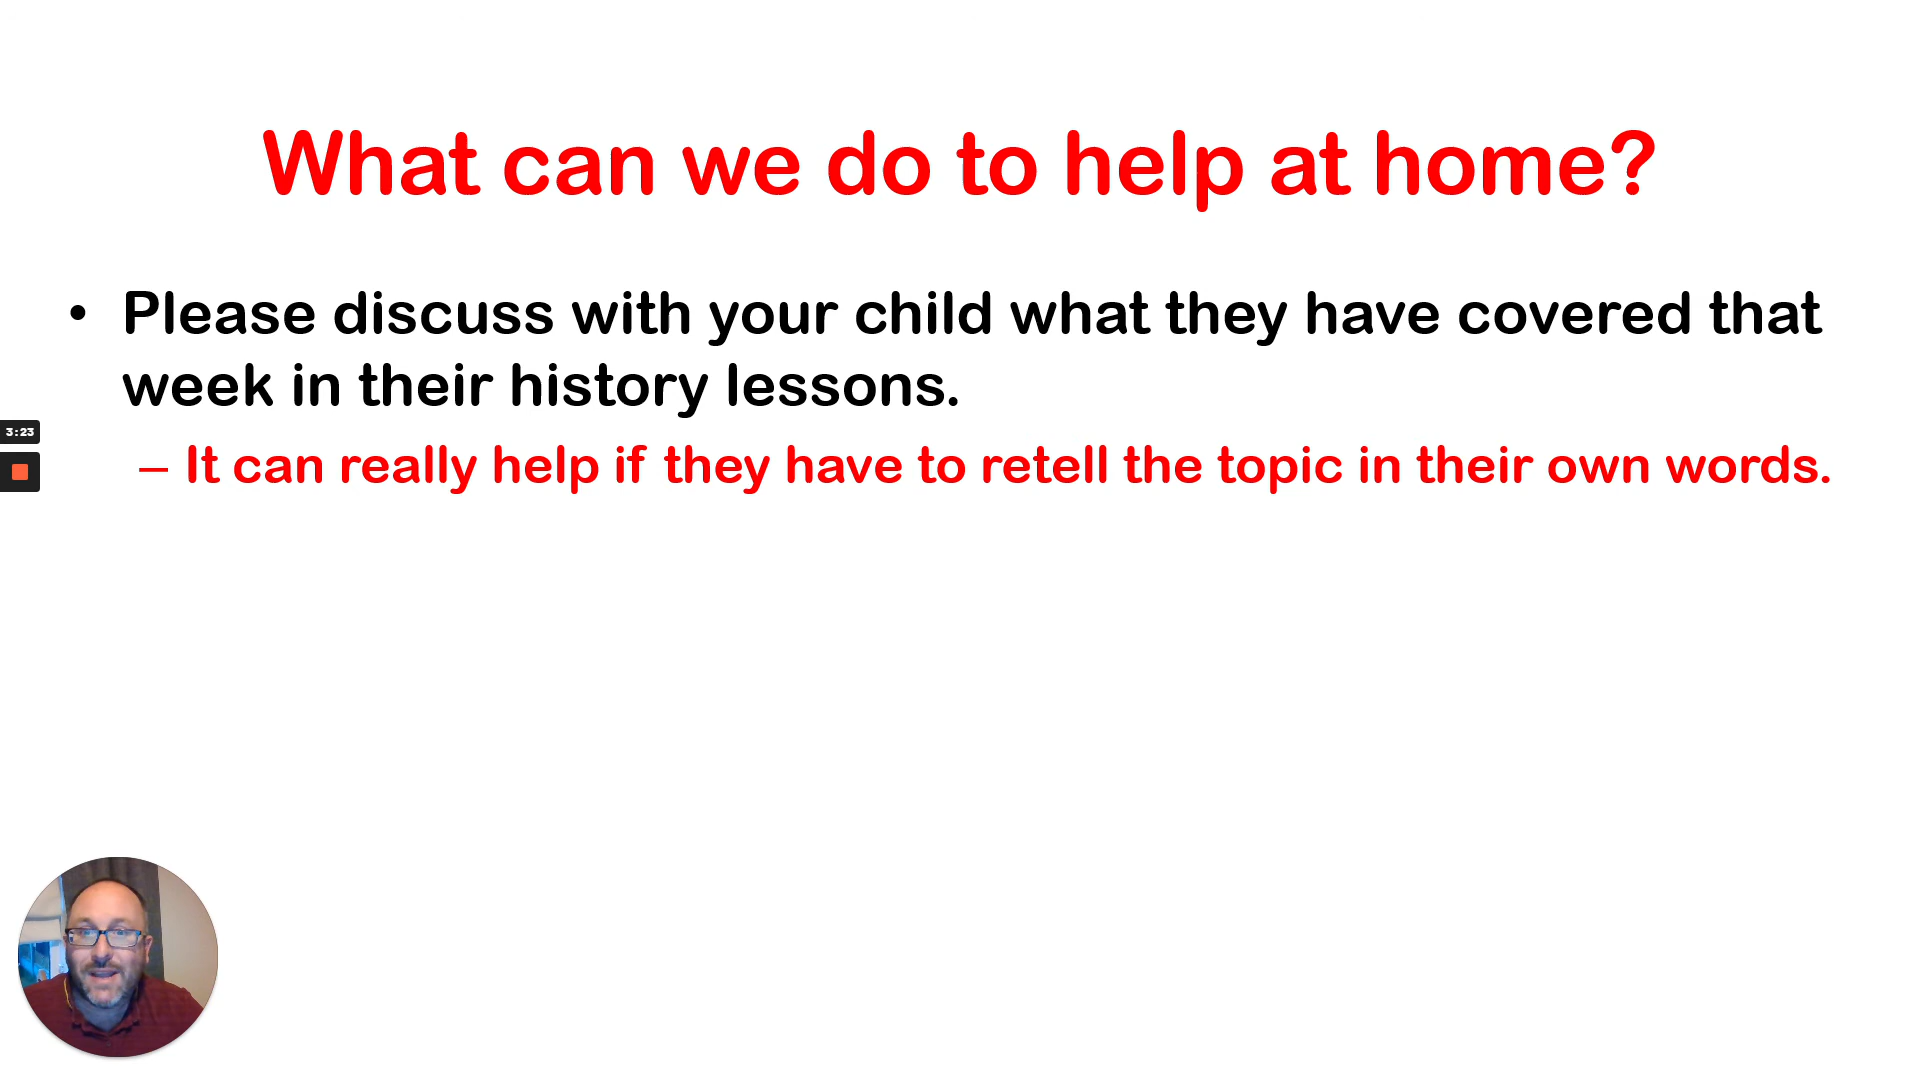 What can we do to help at home?
• Please discuss with your child what they have covered that
week in their history lessons.
3:23
– It can really help if they have to retell the topic in their own words.